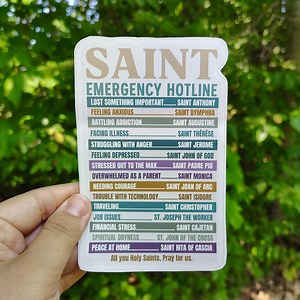 SAINT
EMERGENCY HOTLINE
LOST SOMETHING IMPORTANT...... SAINT ANTHONY
FEELING ANXIOUS............ SAINT DYMPHNA
BATTLING ADDICTION...... SAINT AUGUSTINE
FACING ILLNESS............ SAINT THÉRÈSE
STRUGGLING WITH ANGER...... SAINT JEROME
FEELING DEPRESSED......... SAINT JOHN OF GOD
STRESSED OUT TO THE MAX...... SAINT PADRE PIO
OVERWHELMED AS A PARENT...... SAINT MONICA
NEEDING COURAGE......... SAINT JOAN OF ARC
TROUBLE WITH TECHNOLOGY...... SAINT ISIDORE
TRAVELING............ SAINT CHRISTOPHER
JOB ISSUES......... ST. JOSEPH THE WORKER
FINANCIAL STRESS............ SAINT CAJETAN
SPIRITUAL DRYNESS...... ST. JOHN OF THE CROSS
PEACE AT HOME......... SAINT RITA OF CASCIA
All you Holy Saints, Pray for us.